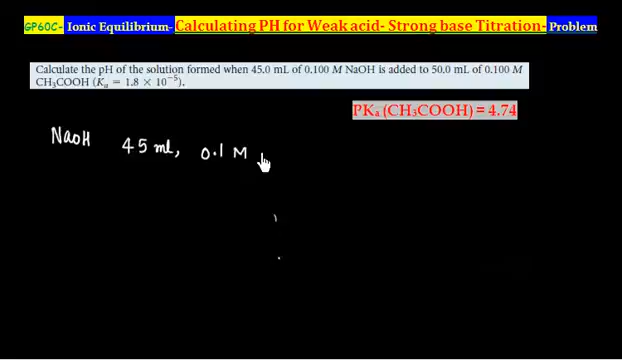 GP60C- Ionic Equilibrium- Calculating PH for Weak acid- Strong base Titration- Problem
Calculate the pH of the solution formed when 45.0 mL of 0.100 M NaOH is added to 50.0 mL of 0.100 M
CH₃COOH (Kₐ = 1.8 × 10⁻⁵).
PKₐ (CH₃COOH) = 4.74
NaoH 45 ml, 0.1 M